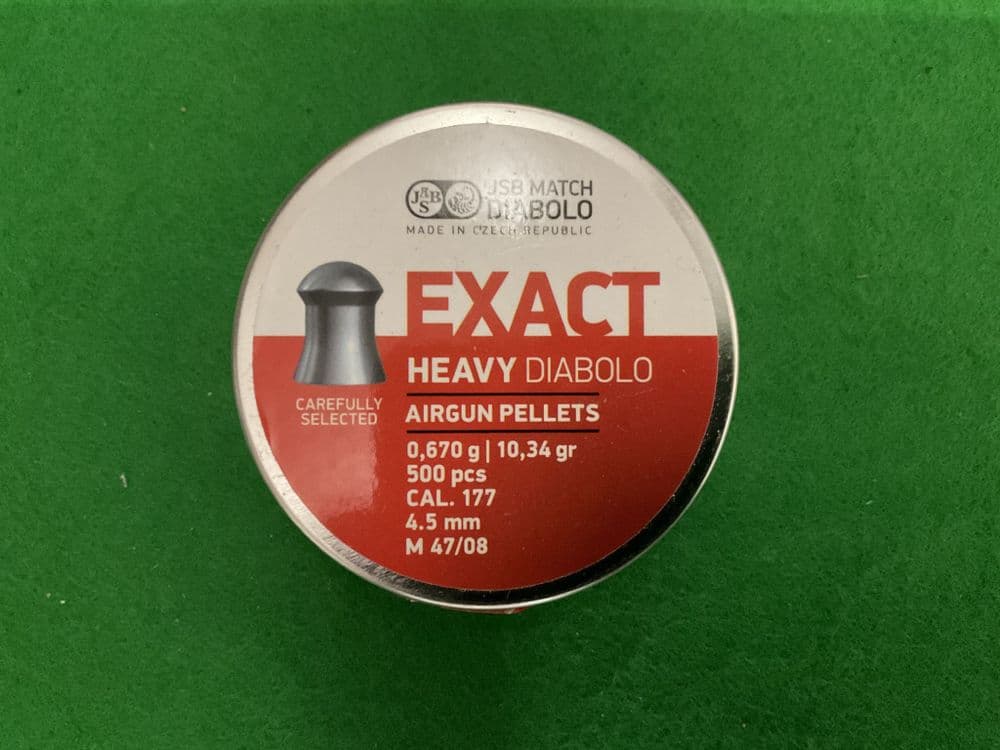 JSB
JSB MATCH
DIABOLO
MADE IN CZECH REPUBLIC
EXACT
HEAVY DIABOLO
CAREFULLY
SELECTED
AIRGUN PELLETS
0,670 g | 10,34 gr
500 pcs
CAL. 177
4.5 mm
M 47/08